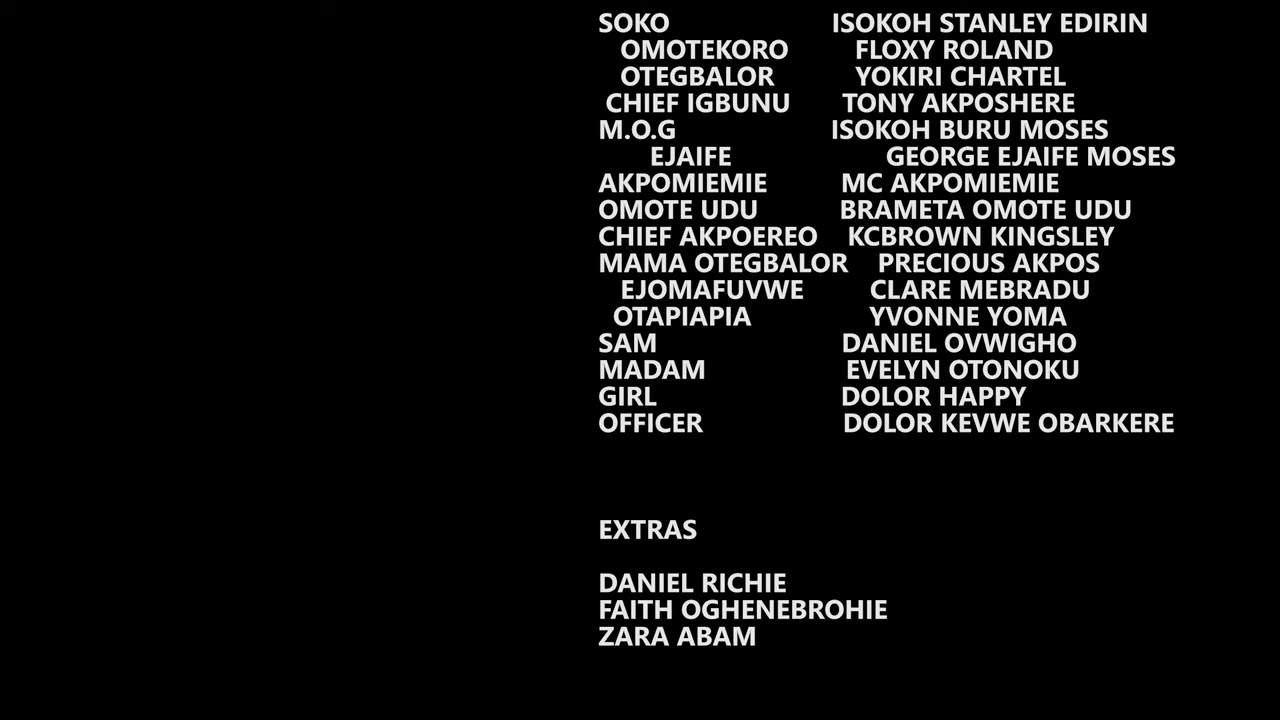 SOKO ISOKOH STANLEY EDIRIN
OMOTEKORO FLOXY ROLAND
OTEGBALOR YOKIRI CHARTEL
CHIEF IGBUNU TONY AKPOSHERE
M.O.G ISOKOH BURU MOSES
EJAIFE GEORGE EJAIFE MOSES
AKPOMIEMIE MC AKPOMIEMIE
OMOTE UDU BRAMETA OMOTE UDU
CHIEF AKPOEREO KCBROWN KINGSLEY
MAMA OTEGBALOR PRECIOUS AKPOS
EJOMAFUVWE CLARE MEBRADU
OTAPIAPIA YVONNE YOMA
SAM DANIEL OVWIGHO
MADAM EVELYN OTONOKU
GIRL DOLOR HAPPY
OFFICER DOLOR KEVWE OBARKERE
EXTRAS
DANIEL RICHIE
FAITH OGHENEBROHIE
ZARA ABAM